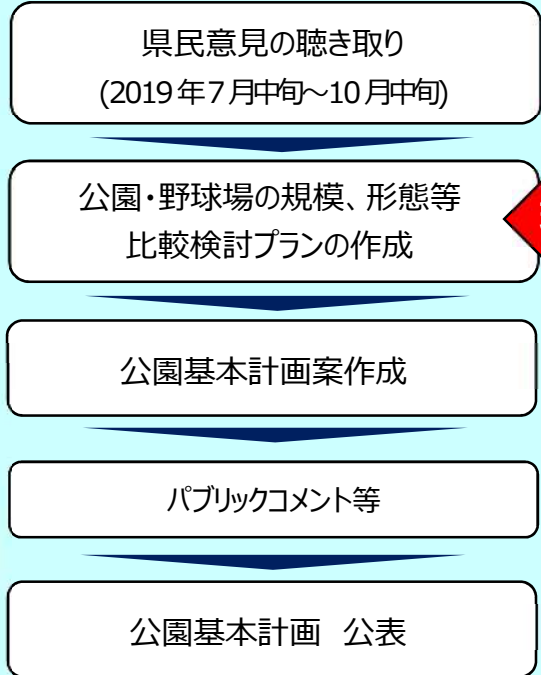 県民意見の聴き取り
(2019年7月中旬～10月中旬)
公園・野球場の規模、形態等
比較検討プランの作成
公園基本計画案作成
パブリックコメント等
公園基本計画　公表